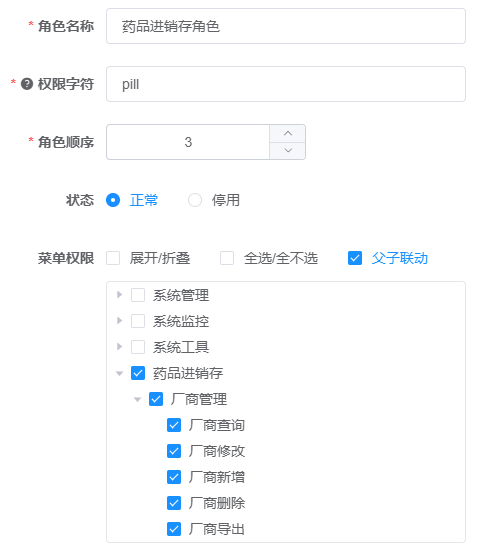 * 角色名称 药品进销存角色
* ? 权限字符 pill
* 角色顺序 3
状态 正常 停用
菜单权限 展开/折叠 全选/全不选 父子联动
系统管理
系统监控
系统工具
药品进销存
厂商管理
厂商查询
厂商修改
厂商新增
厂商删除
厂商导出